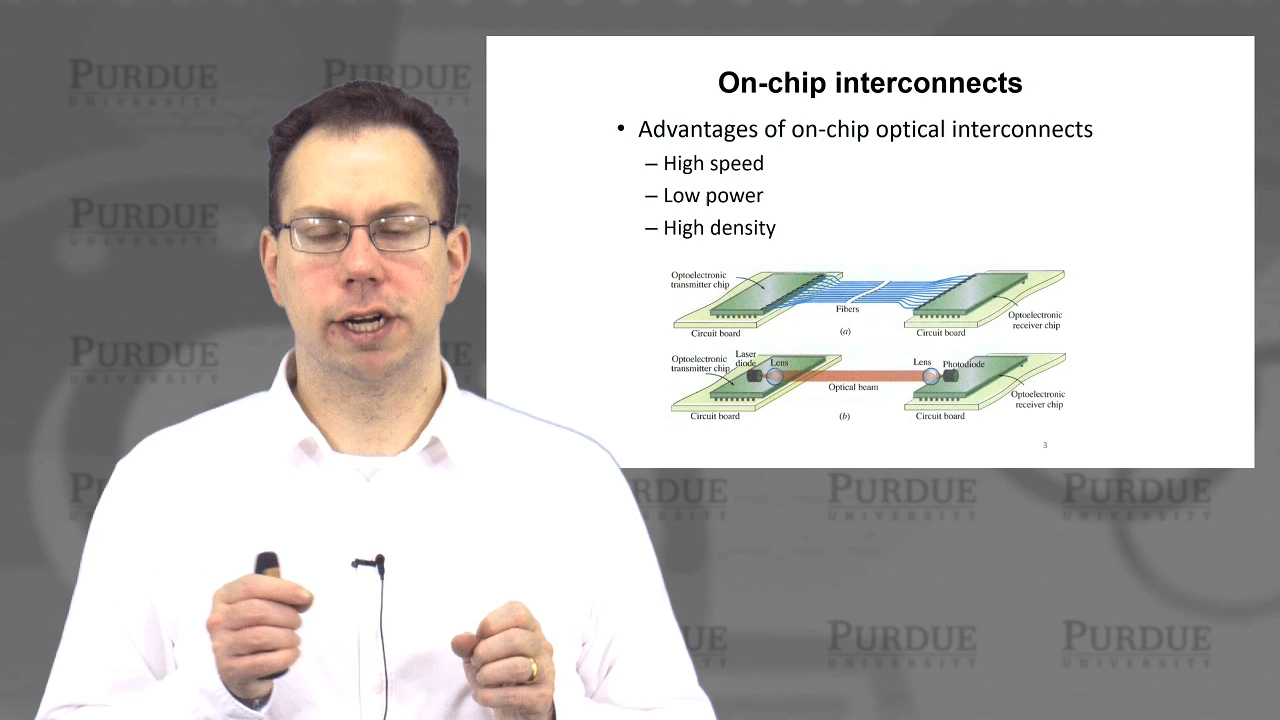 PURDUE PURDUE
UNIVERSITY UNIVERSITY
On-chip interconnects
• Advantages of on-chip optical interconnects
– High speed
– Low power
– High density
Optoelectronic
transmitter chip
Fibers
Optoelectronic
receiver chip
Circuit board
(a)
Circuit board
Optoelectronic
transmitter chip
Laser
diode
Lens
Lens
Photodiode
Optical beam
Optoelectronic
receiver chip
Circuit board
(b)
Circuit board
3
PURDUE
UNIVERSITY
PURDUE
UNIVERSITY
PURDUE PURDUE
UNIVERSITY UNIVERSITY
PURDUE PURDUE
UNIVERSITY UNIVERSITY